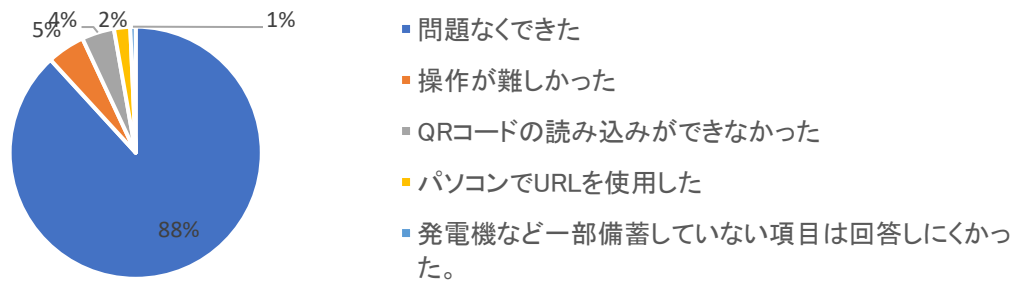 4%
2%
1%
5%
88%
問題なくできた
操作が難しかった
QRコードの読み込みができなかった
パソコンでURLを使用した
発電機など一部備蓄していない項目は回答しにくかっ
た。